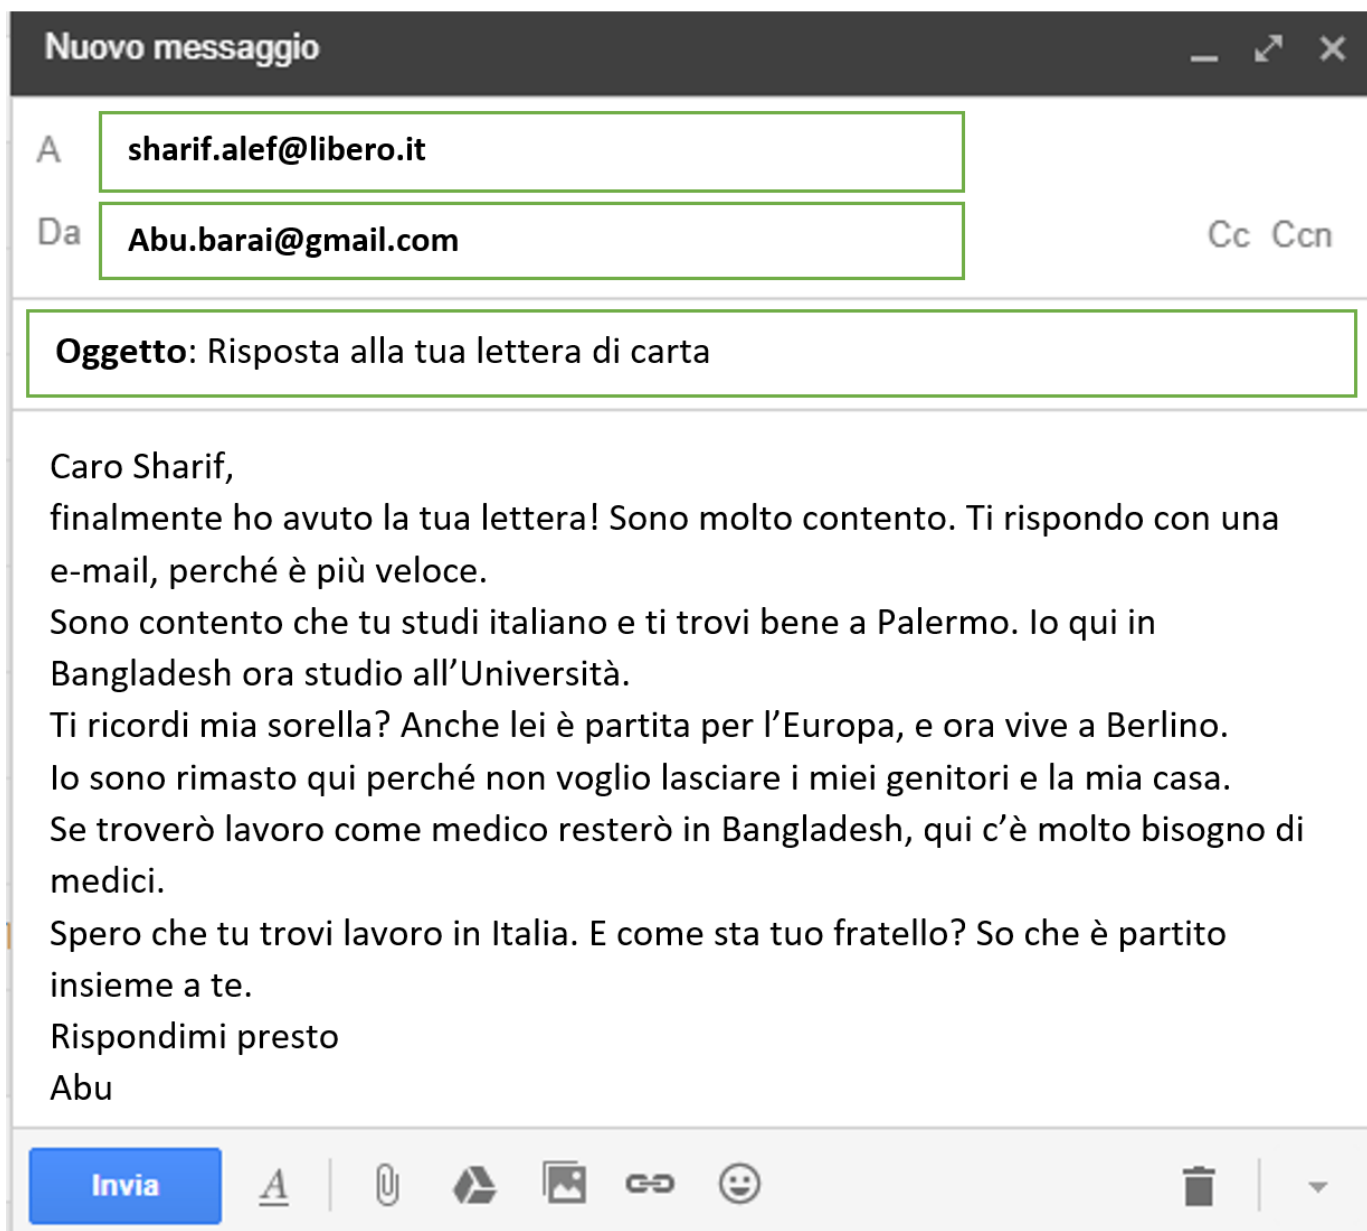 Nuovo messaggio
A sharif.alef@libero.it
Da Abu.barai@gmail.com Cc Ccn
Oggetto: Risposta alla tua lettera di carta
Caro Sharif,
finalmente ho avuto la tua lettera! Sono molto contento. Ti rispondo con una
e-mail, perché è più veloce.
Sono contento che tu studi italiano e ti trovi bene a Palermo. Io qui in
Bangladesh ora studio all’Università.
Ti ricordi mia sorella? Anche lei è partita per l’Europa, e ora vive a Berlino.
Io sono rimasto qui perché non voglio lasciare i miei genitori e la mia casa.
Se troverò lavoro come medico resterò in Bangladesh, qui c’è molto bisogno di
medici.
Spero che tu trovi lavoro in Italia. E come sta tuo fratello? So che è partito
insieme a te.
Rispondimi presto
Abu
Invia A